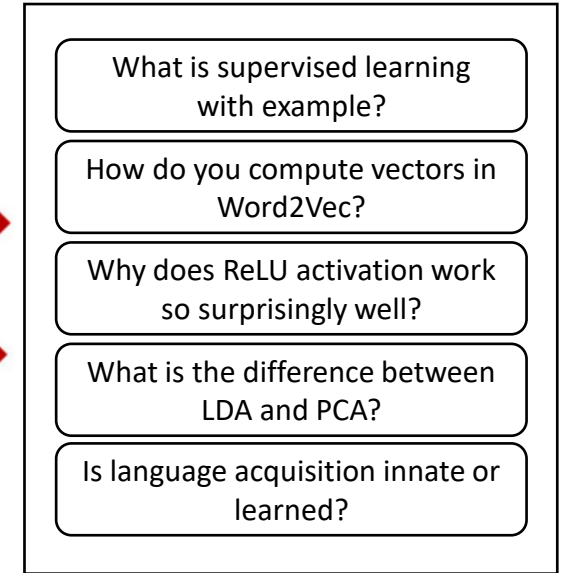 What is supervised learning
with example?
How do you compute vectors in
Word2Vec?
Why does ReLU activation work
so surprisingly well?
What is the difference between
LDA and PCA?
Is language acquisition innate or
learned?